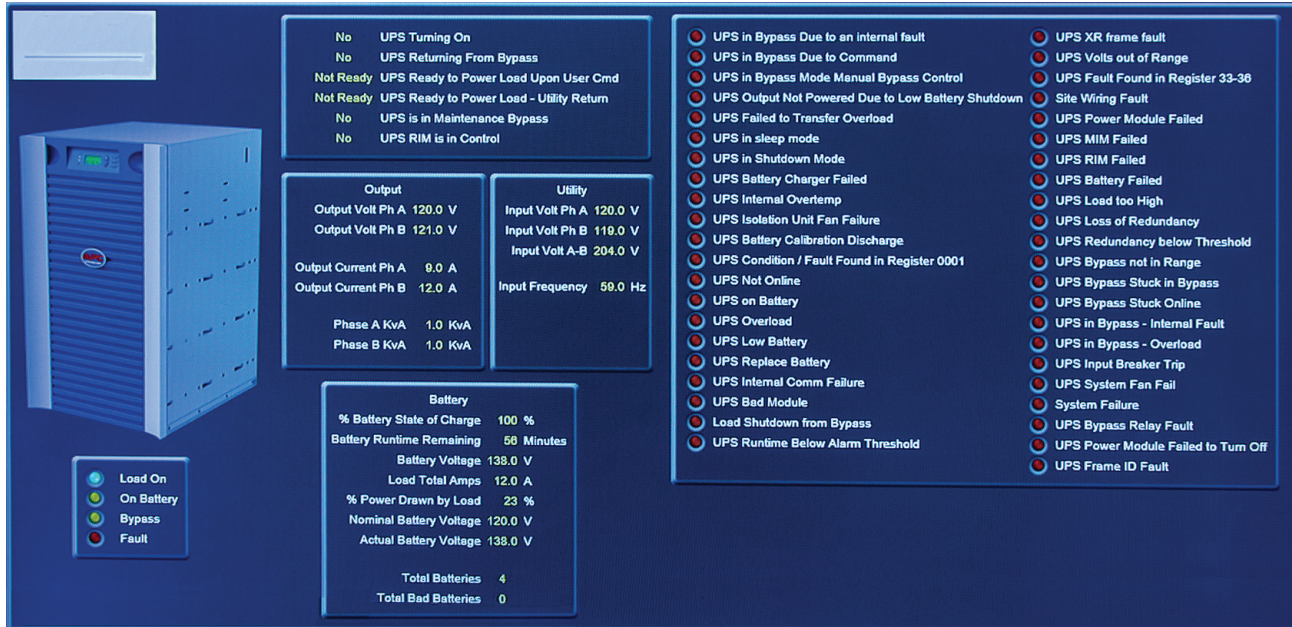 No UPS Turning On
No UPS Returning From Bypass
Not Ready UPS Ready to Power Load Upon User Cmd
Not Ready UPS Ready to Power Load - Utility Return
No UPS is in Maintenance Bypass
No UPS RIM is in Control
Output
Output Volt Ph A 120.0 V
Output Volt Ph B 121.0 V
Output Current Ph A 9.0 A
Output Current Ph B 12.0 A
Phase A KvA 1.0 KvA
Phase B KvA 1.0 KvA
Utility
Input Volt Ph A 120.0 V
Input Volt Ph B 119.0 V
Input Volt A-B 204.0 V
Input Frequency 59.0 Hz
Battery
% Battery State of Charge 100 %
Battery Runtime Remaining 56 Minutes
Battery Voltage 138.0 V
Load Total Amps 12.0 A
% Power Drawn by Load 23 %
Nominal Battery Voltage 120.0 V
Actual Battery Voltage 138.0 V
Total Batteries 4
Total Bad Batteries 0
Load On
On Battery
Bypass
Fault
UPS in Bypass Due to an internal fault
UPS in Bypass Due to Command
UPS in Bypass Mode Manual Bypass Control
UPS Output Not Powered Due to Low Battery Shutdown
UPS Failed to Transfer Overload
UPS in sleep mode
UPS in Shutdown Mode
UPS Battery Charger Failed
UPS Internal Overtemp
UPS Isolation Unit Fan Failure
UPS Battery Calibration Discharge
UPS Condition / Fault Found in Register 0001
UPS Not Online
UPS on Battery
UPS Overload
UPS Low Battery
UPS Replace Battery
UPS Internal Comm Failure
UPS Bad Module
Load Shutdown from Bypass
UPS Runtime Below Alarm Threshold
UPS XR frame fault
UPS Volts out of Range
UPS Fault Found in Register 33-36
Site Wiring Fault
UPS Power Module Failed
UPS MIM Failed
UPS RIM Failed
UPS Battery Failed
UPS Load too High
UPS Loss of Redundancy
UPS Redundancy below Threshold
UPS Bypass not in Range
UPS Bypass Stuck in Bypass
UPS Bypass Stuck Online
UPS in Bypass - Internal Fault
UPS in Bypass - Overload
UPS Input Breaker Trip
UPS System Fan Fail
System Failure
UPS Bypass Relay Fault
UPS Power Module Failed to Turn Off
UPS Frame ID Fault